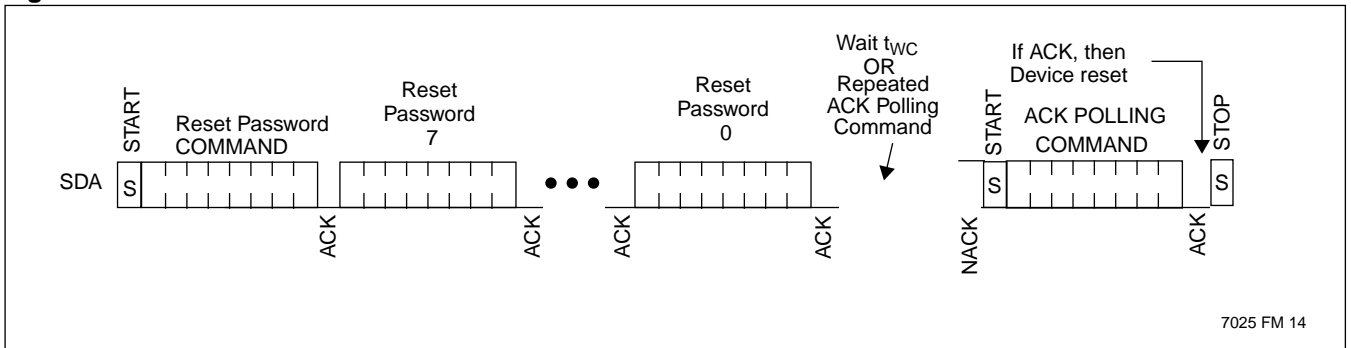 SDA
START
S
Reset Password
COMMAND
ACK
Reset
Password
7
ACK
ACK
Reset
Password
0
ACK
Wait tWC
OR
Repeated
ACK Polling
Command
NACK
START
S
ACK POLLING
COMMAND
If ACK, then
Device reset
ACK
STOP
S
7025 FM 14